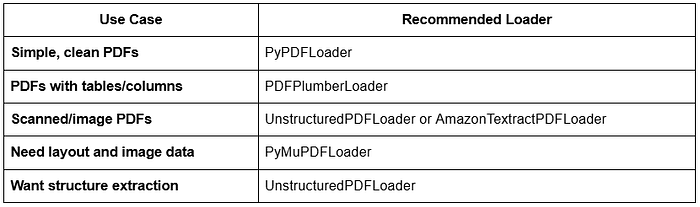 Use Case Recommended Loader
Simple, clean PDFs PyPDFLoader
PDFs with tables/columns PDFPlumberLoader
Scanned/image PDFs UnstructuredPDFLoader or AmazonTextractPDFLoader
Need layout and image data PyMuPDFLoader
Want structure extraction UnstructuredPDFLoader